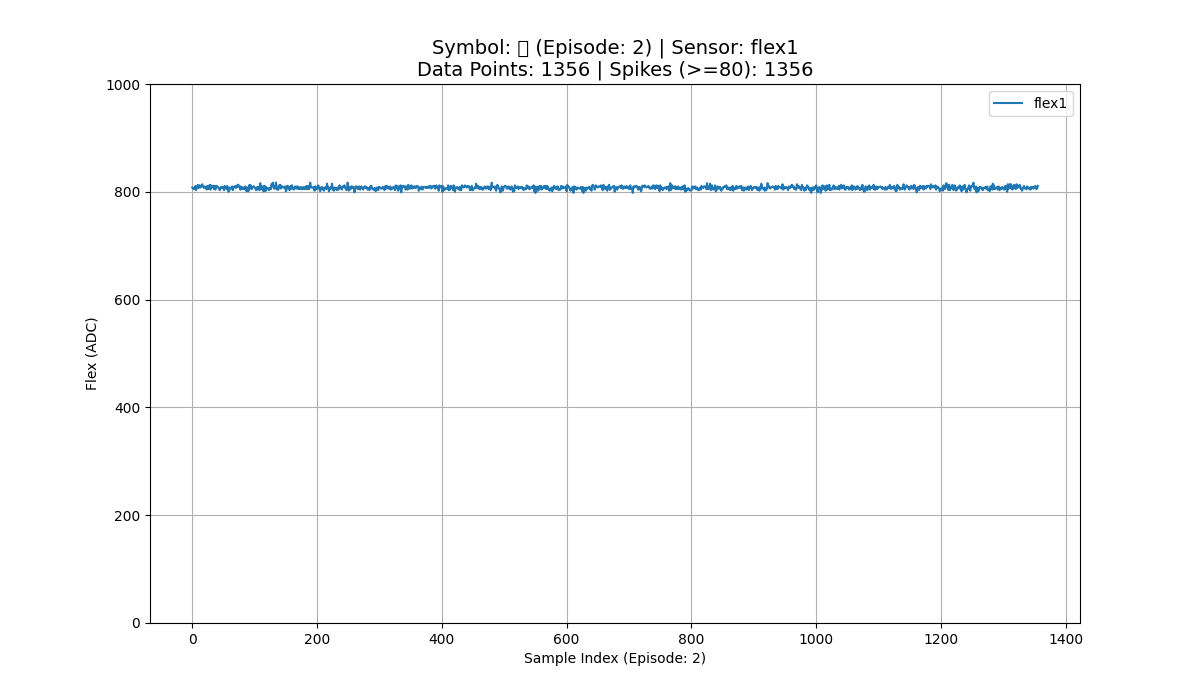 Symbol: (Episode: 2) | Sensor: flex1
Data Points: 1356 | Spikes (>=80): 1356
flex1
1000
800
600
400
200
0
Flex (ADC)
0 200 400 600 800 1000 1200 1400
Sample Index (Episode: 2)